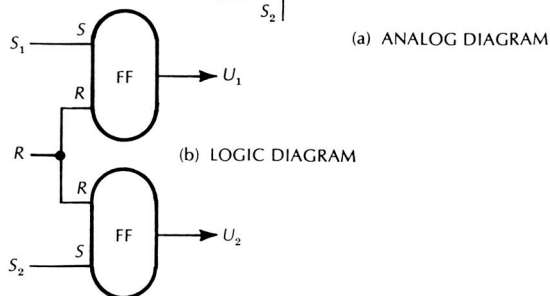 S₂
(a) ANALOG DIAGRAM
S
S₁
FF
U₁
R
R
(b) LOGIC DIAGRAM
R
FF
U₂
S
S₂